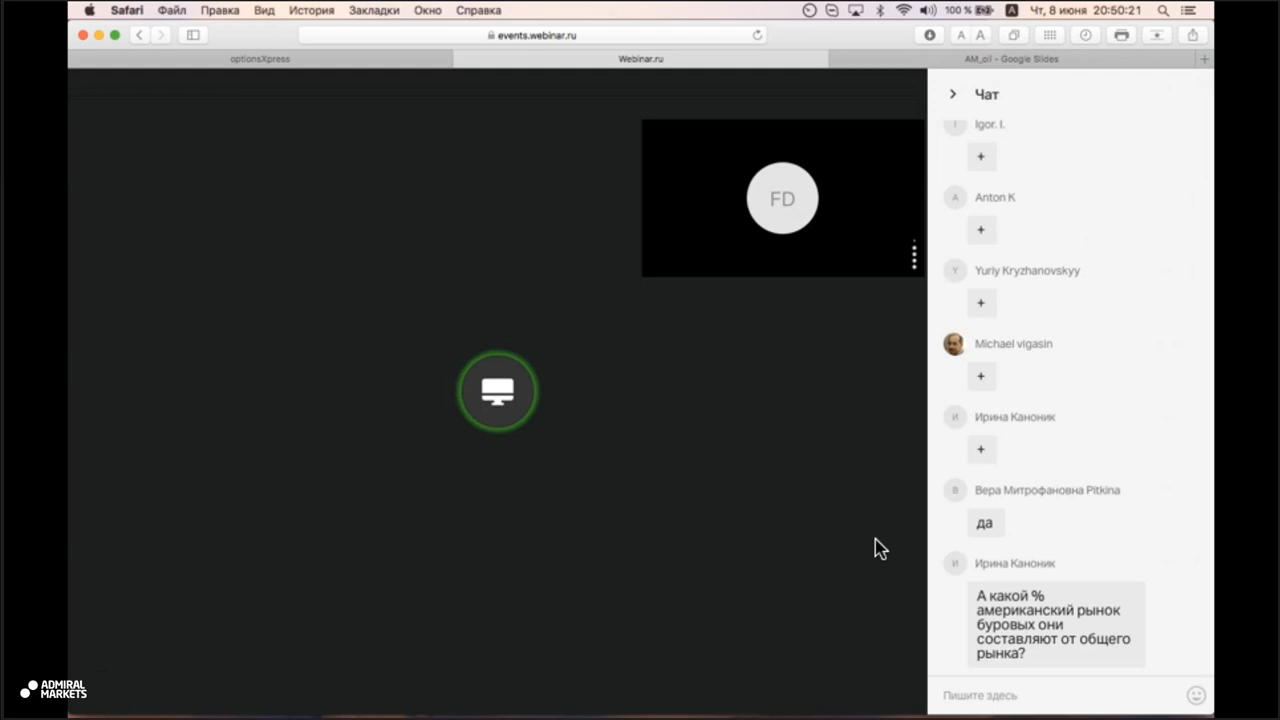 Safari Файл Правка Вид История Закладки Окно Справка 100 % A Чт, 8 июня 20:50:21
events.webinar.ru A A
optionsXpress Webinar.ru AM_oil - Google Slides
Чат
I Igor. I.
+
A Anton K
+
Y Yuriy Kryzhanovskyy
+
Michael vigasin
+
И Ирина Каноник
+
В Вера Митрофановна Pitkina
да
И Ирина Каноник
А какой %
американский рынок
буровых они
составляют от общего
рынка?
Пишите здесь
FD
ADMIRAL
MARKETS